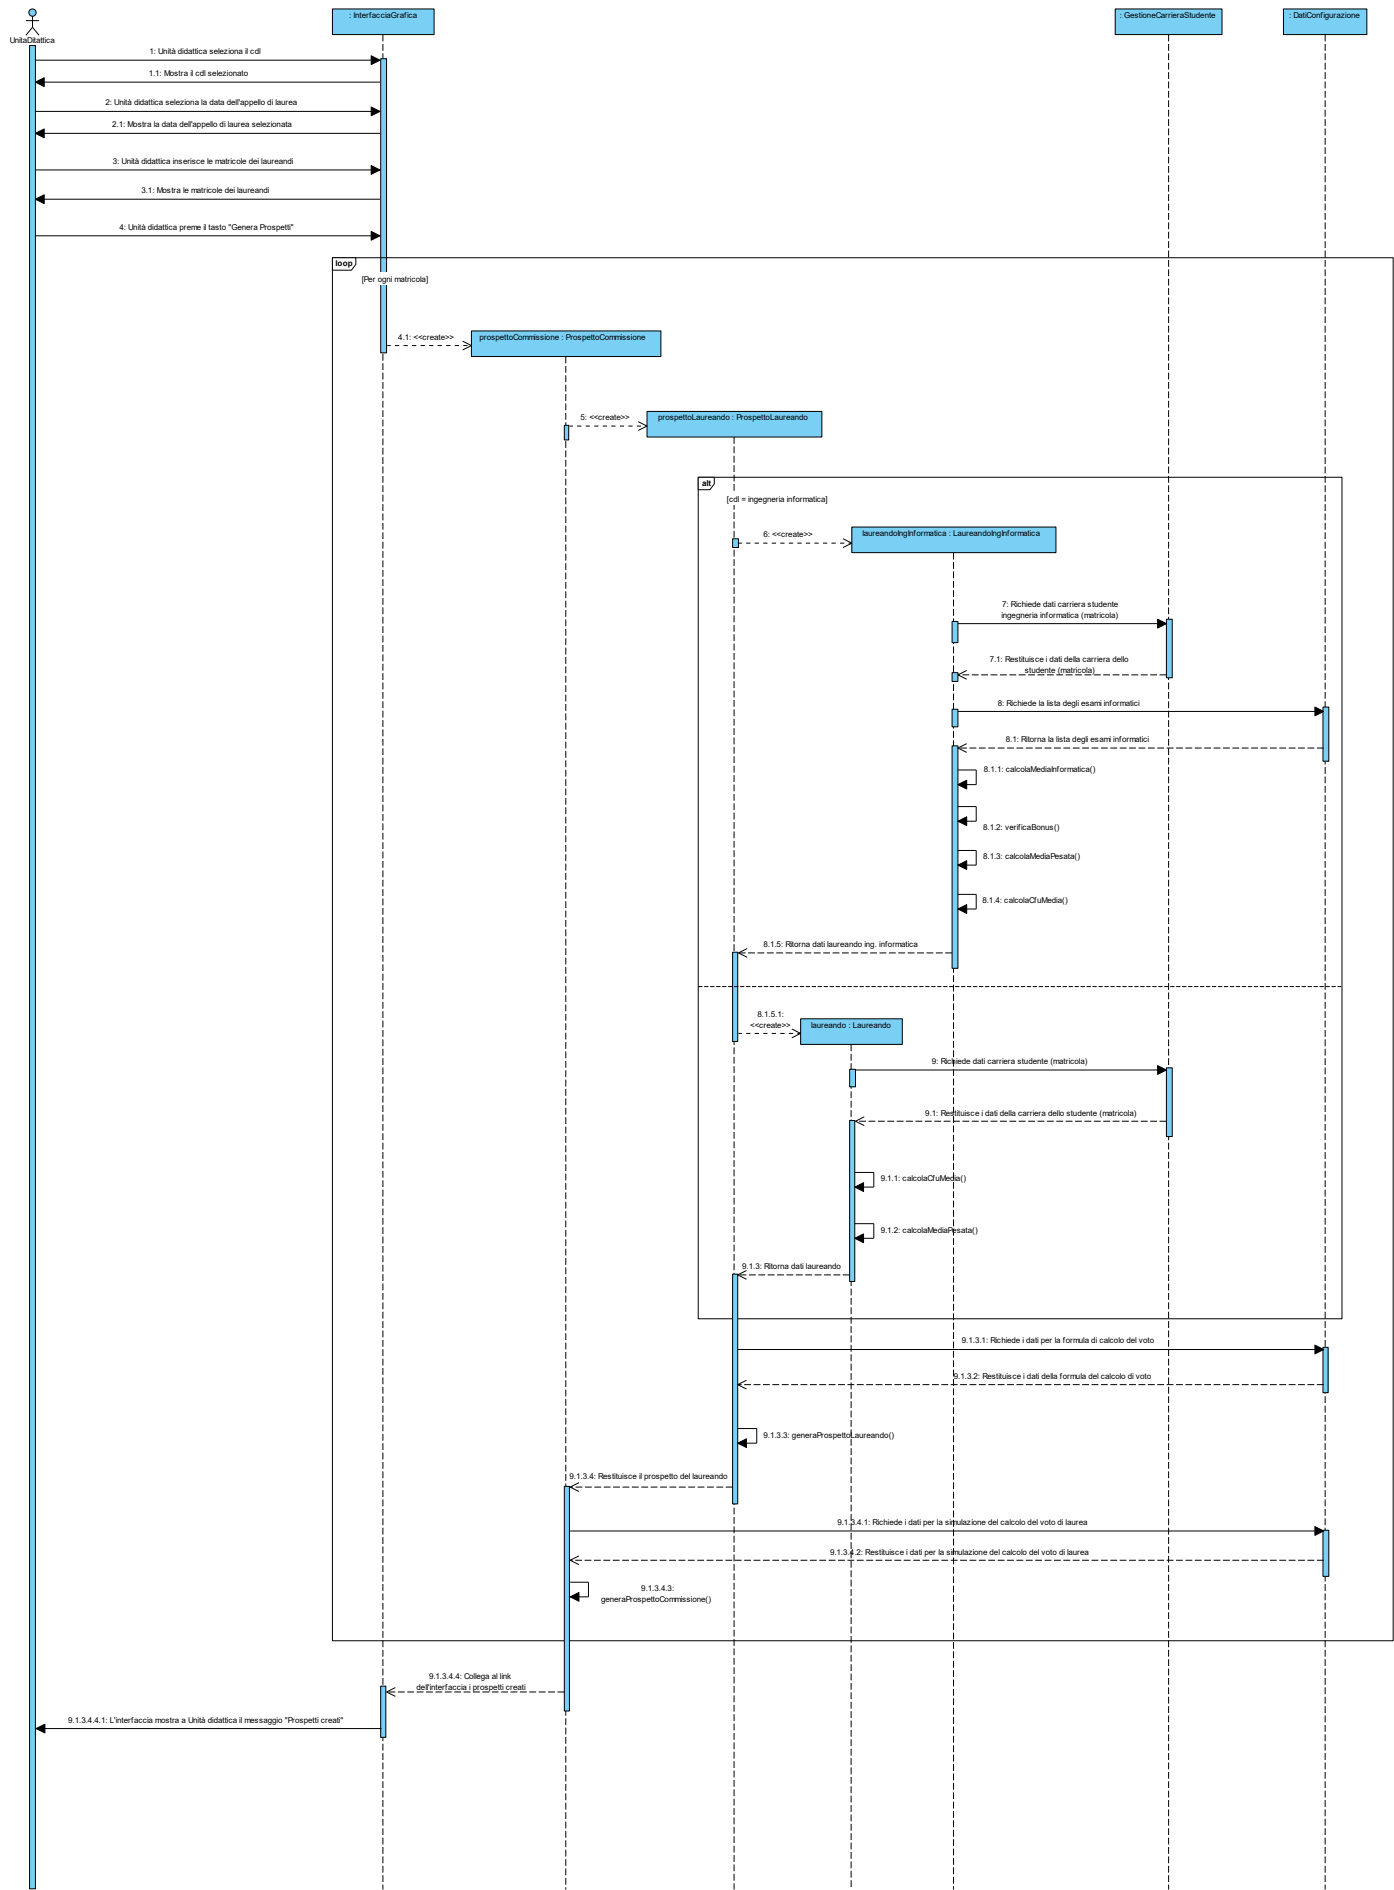 : InterfacciaGrafica
: GestioneCarrieraStudente
: DatiConfigurazione
UnitaDitattica
1: Unità didattica seleziona il cdl
1.1: Mostra il cdl selezionato
2: Unità didattica seleziona la data dell'appello di laurea
2.1: Mostra la data dell'appello di laurea selezionata
3: Unità didattica inserisce le matricole dei laureandi
3.1: Mostra le matricole dei laureandi
4: Unità didattica preme il tasto "Genera Prospetti"
loop
[Per ogni matricola]
4.1: <<create>>
prospettoCommissione : ProspettoCommissione
5: <<create>>
prospettoLaureando : ProspettoLaureando
alt
[cdl = ingegneria informatica]
6: <<create>>
laureandoIngInformatica : LaureandoIngInformatica
7: Richiede dati carriera studente
ingegneria informatica (matricola)
7.1: Restituisce i dati della carriera dello
studente (matricola)
8: Richiede la lista degli esami informatici
8.1: Ritorna la lista degli esami informatici
8.1.1: calcolaMediaInformatica()
8.1.2: verificaBonus()
8.1.3: calcolaMediaPesata()
8.1.4: calcolaCfuMedia()
8.1.5: Ritorna dati laureando ing. informatica
8.1.5.1:
<<create>>
laureando : Laureando
9: Richiede dati carriera studente (matricola)
9.1: Restituisce i dati della carriera dello studente (matricola)
9.1.1: calcolaCfuMedia()
9.1.2: calcolaMediaPesata()
9.1.3: Ritorna dati laureando
9.1.3.1: Richiede i dati per la formula di calcolo del voto
9.1.3.2: Restituisce i dati della formula del calcolo di voto
9.1.3.3: generaProspettoLaureando()
9.1.3.4: Restituisce il prospetto del laureando
9.1.3.4.1: Richiede i dati per la simulazione del calcolo del voto di laurea
9.1.3.4.2: Restituisce i dati per la simulazione del calcolo del voto di laurea
9.1.3.4.3:
generaProspettoCommissione()
9.1.3.4.4: Collega al link
dell'interfaccia i prospetti creati
9.1.3.4.4.1: L'interfaccia mostra a Unità didattica il messaggio "Prospetti creati"